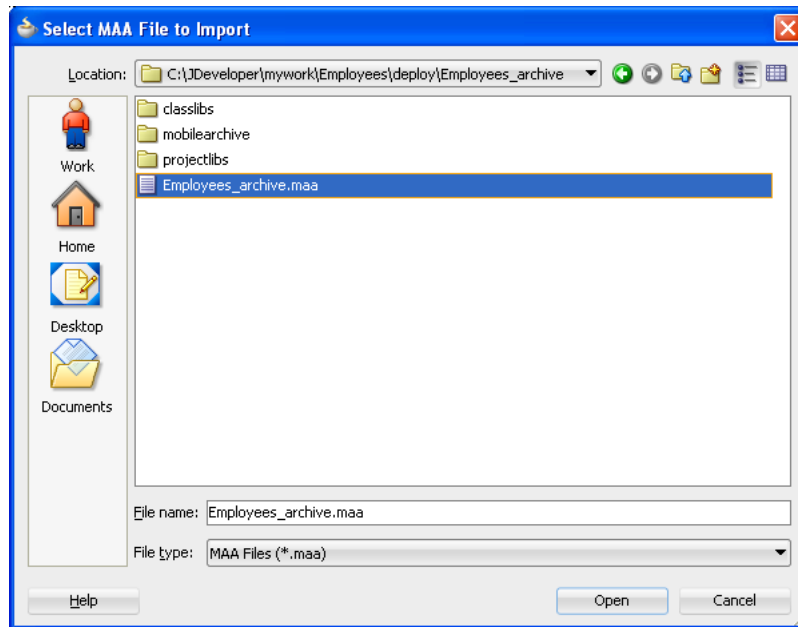 Select MAA File to Import
Location: C:\JDeveloper\mywork\Employees\deploy\Employees_archive
Work
Home
Desktop
Documents
classlibs
mobilearchive
projectlibs
Employees_archive.maa
File name: Employees_archive.maa
File type: MAA Files (*.maa)
Help Open Cancel